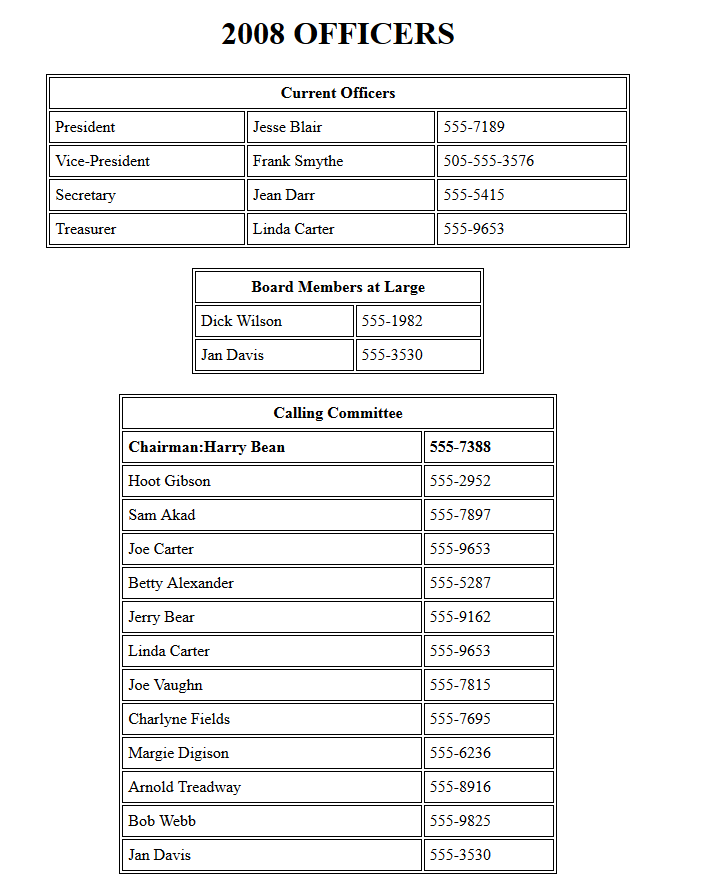 2008 OFFICERS
Current Officers
President Jesse Blair 555-7189
Vice-President Frank Smythe 505-555-3576
Secretary Jean Darr 555-5415
Treasurer Linda Carter 555-9653
Board Members at Large
Dick Wilson 555-1982
Jan Davis 555-3530
Calling Committee
Chairman:Harry Bean 555-7388
Hoot Gibson 555-2952
Sam Akad 555-7897
Joe Carter 555-9653
Betty Alexander 555-5287
Jerry Bear 555-9162
Linda Carter 555-9653
Joe Vaughn 555-7815
Charlyne Fields 555-7695
Margie Digison 555-6236
Arnold Treadway 555-8916
Bob Webb 555-9825
Jan Davis 555-3530